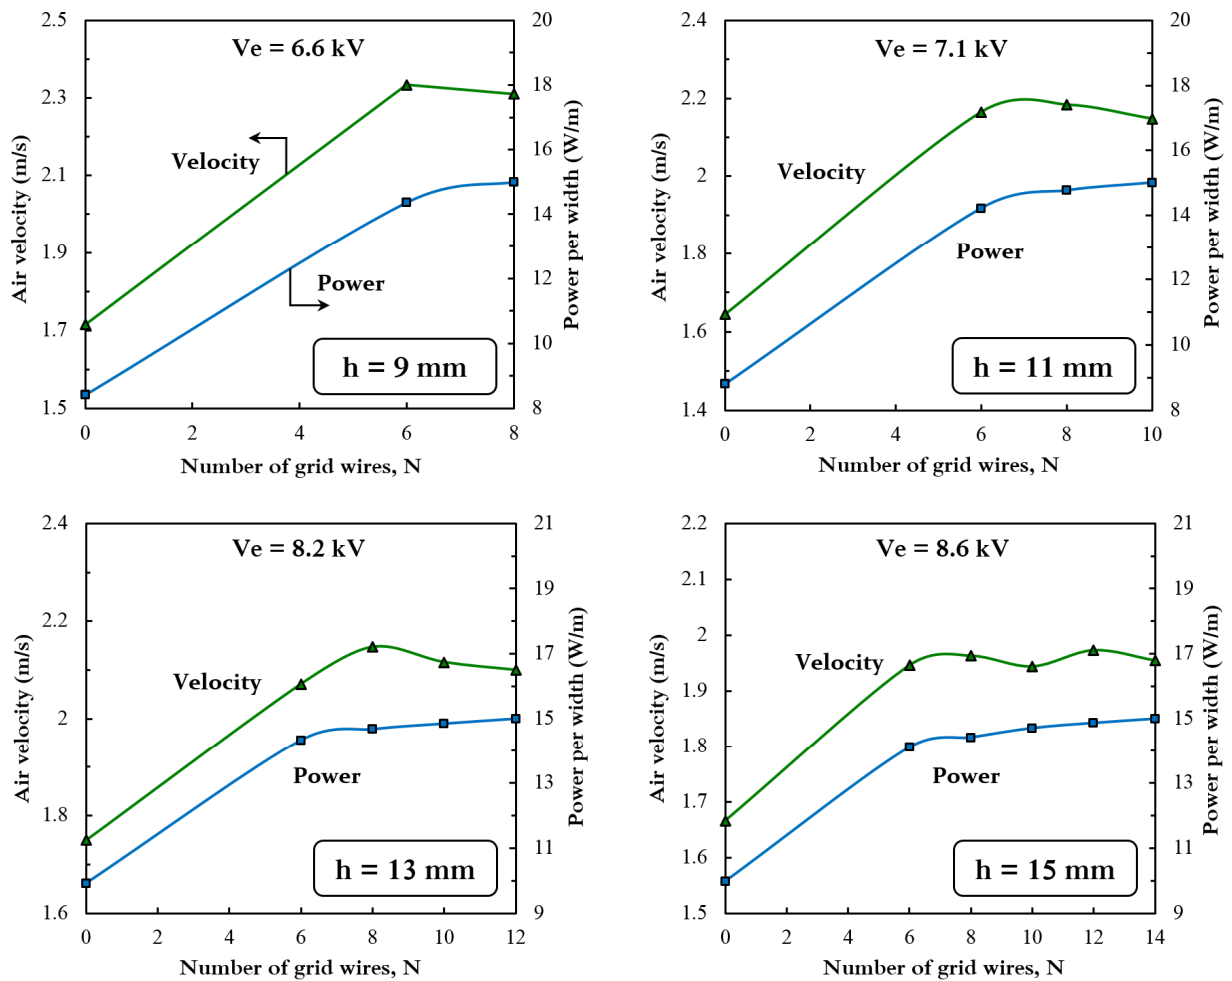 2.5
2.3
2.1
1.9
1.7
1.5
Air velocity (m/s)
Ve = 6.6 kV
Velocity
Power
h = 9 mm
20
18
16
14
12
10
8
Power per width (W/m)
0 2 4 6 8
Number of grid wires, N
2.4
2.2
2
1.8
1.6
1.4
Air velocity (m/s)
Ve = 7.1 kV
Velocity
Power
h = 11 mm
20
18
16
14
12
10
8
Power per width (W/m)
0 2 4 6 8 10
Number of grid wires, N
2.4
2.2
2
1.8
1.6
Air velocity (m/s)
Ve = 8.2 kV
Velocity
Power
h = 13 mm
21
19
17
15
13
11
9
Power per width (W/m)
0 2 4 6 8 10 12
Number of grid wires, N
2.2
2.1
2
1.9
1.8
1.7
1.6
1.5
Air velocity (m/s)
Ve = 8.6 kV
Velocity
Power
h = 15 mm
21
19
17
15
13
11
9
Power per width (W/m)
0 2 4 6 8 10 12 14
Number of grid wires, N